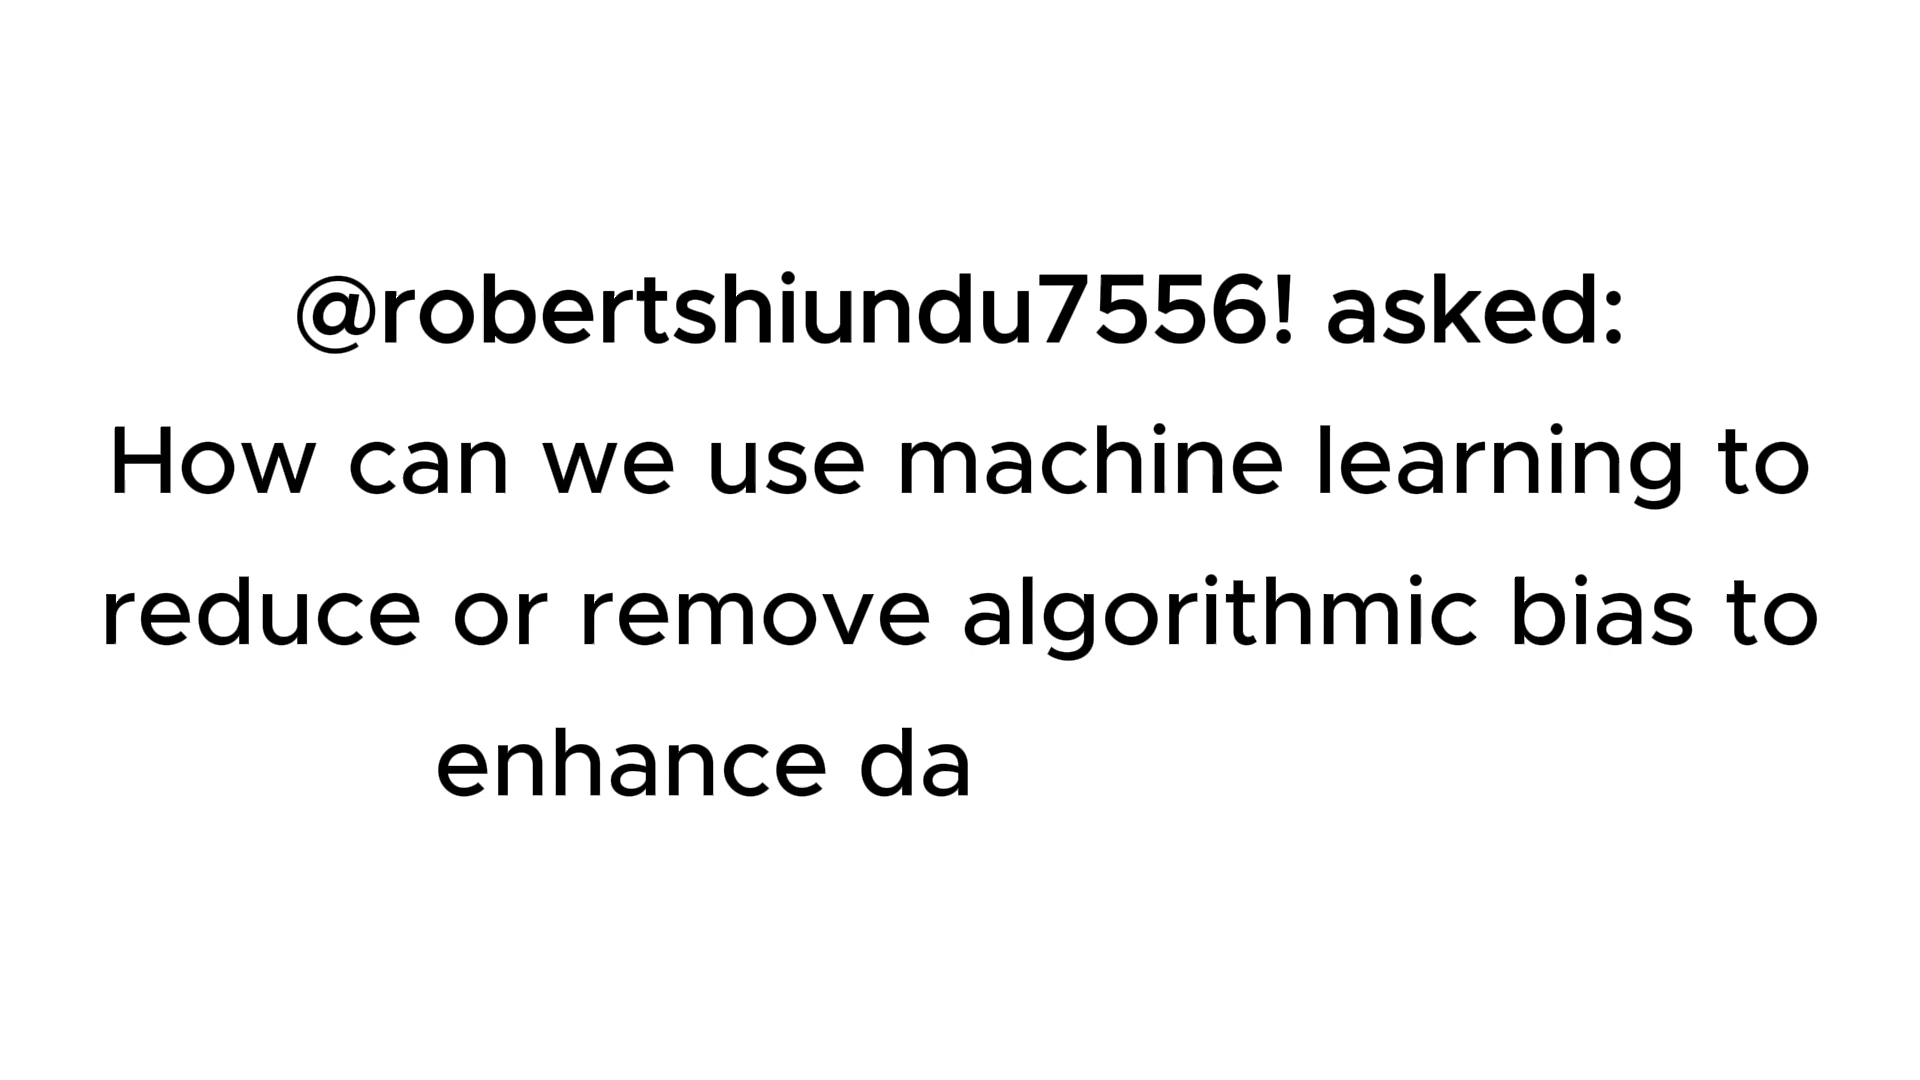 @robertshiundu7556! asked:
How can we use machine learning to
reduce or remove algorithmic bias to
enhance da